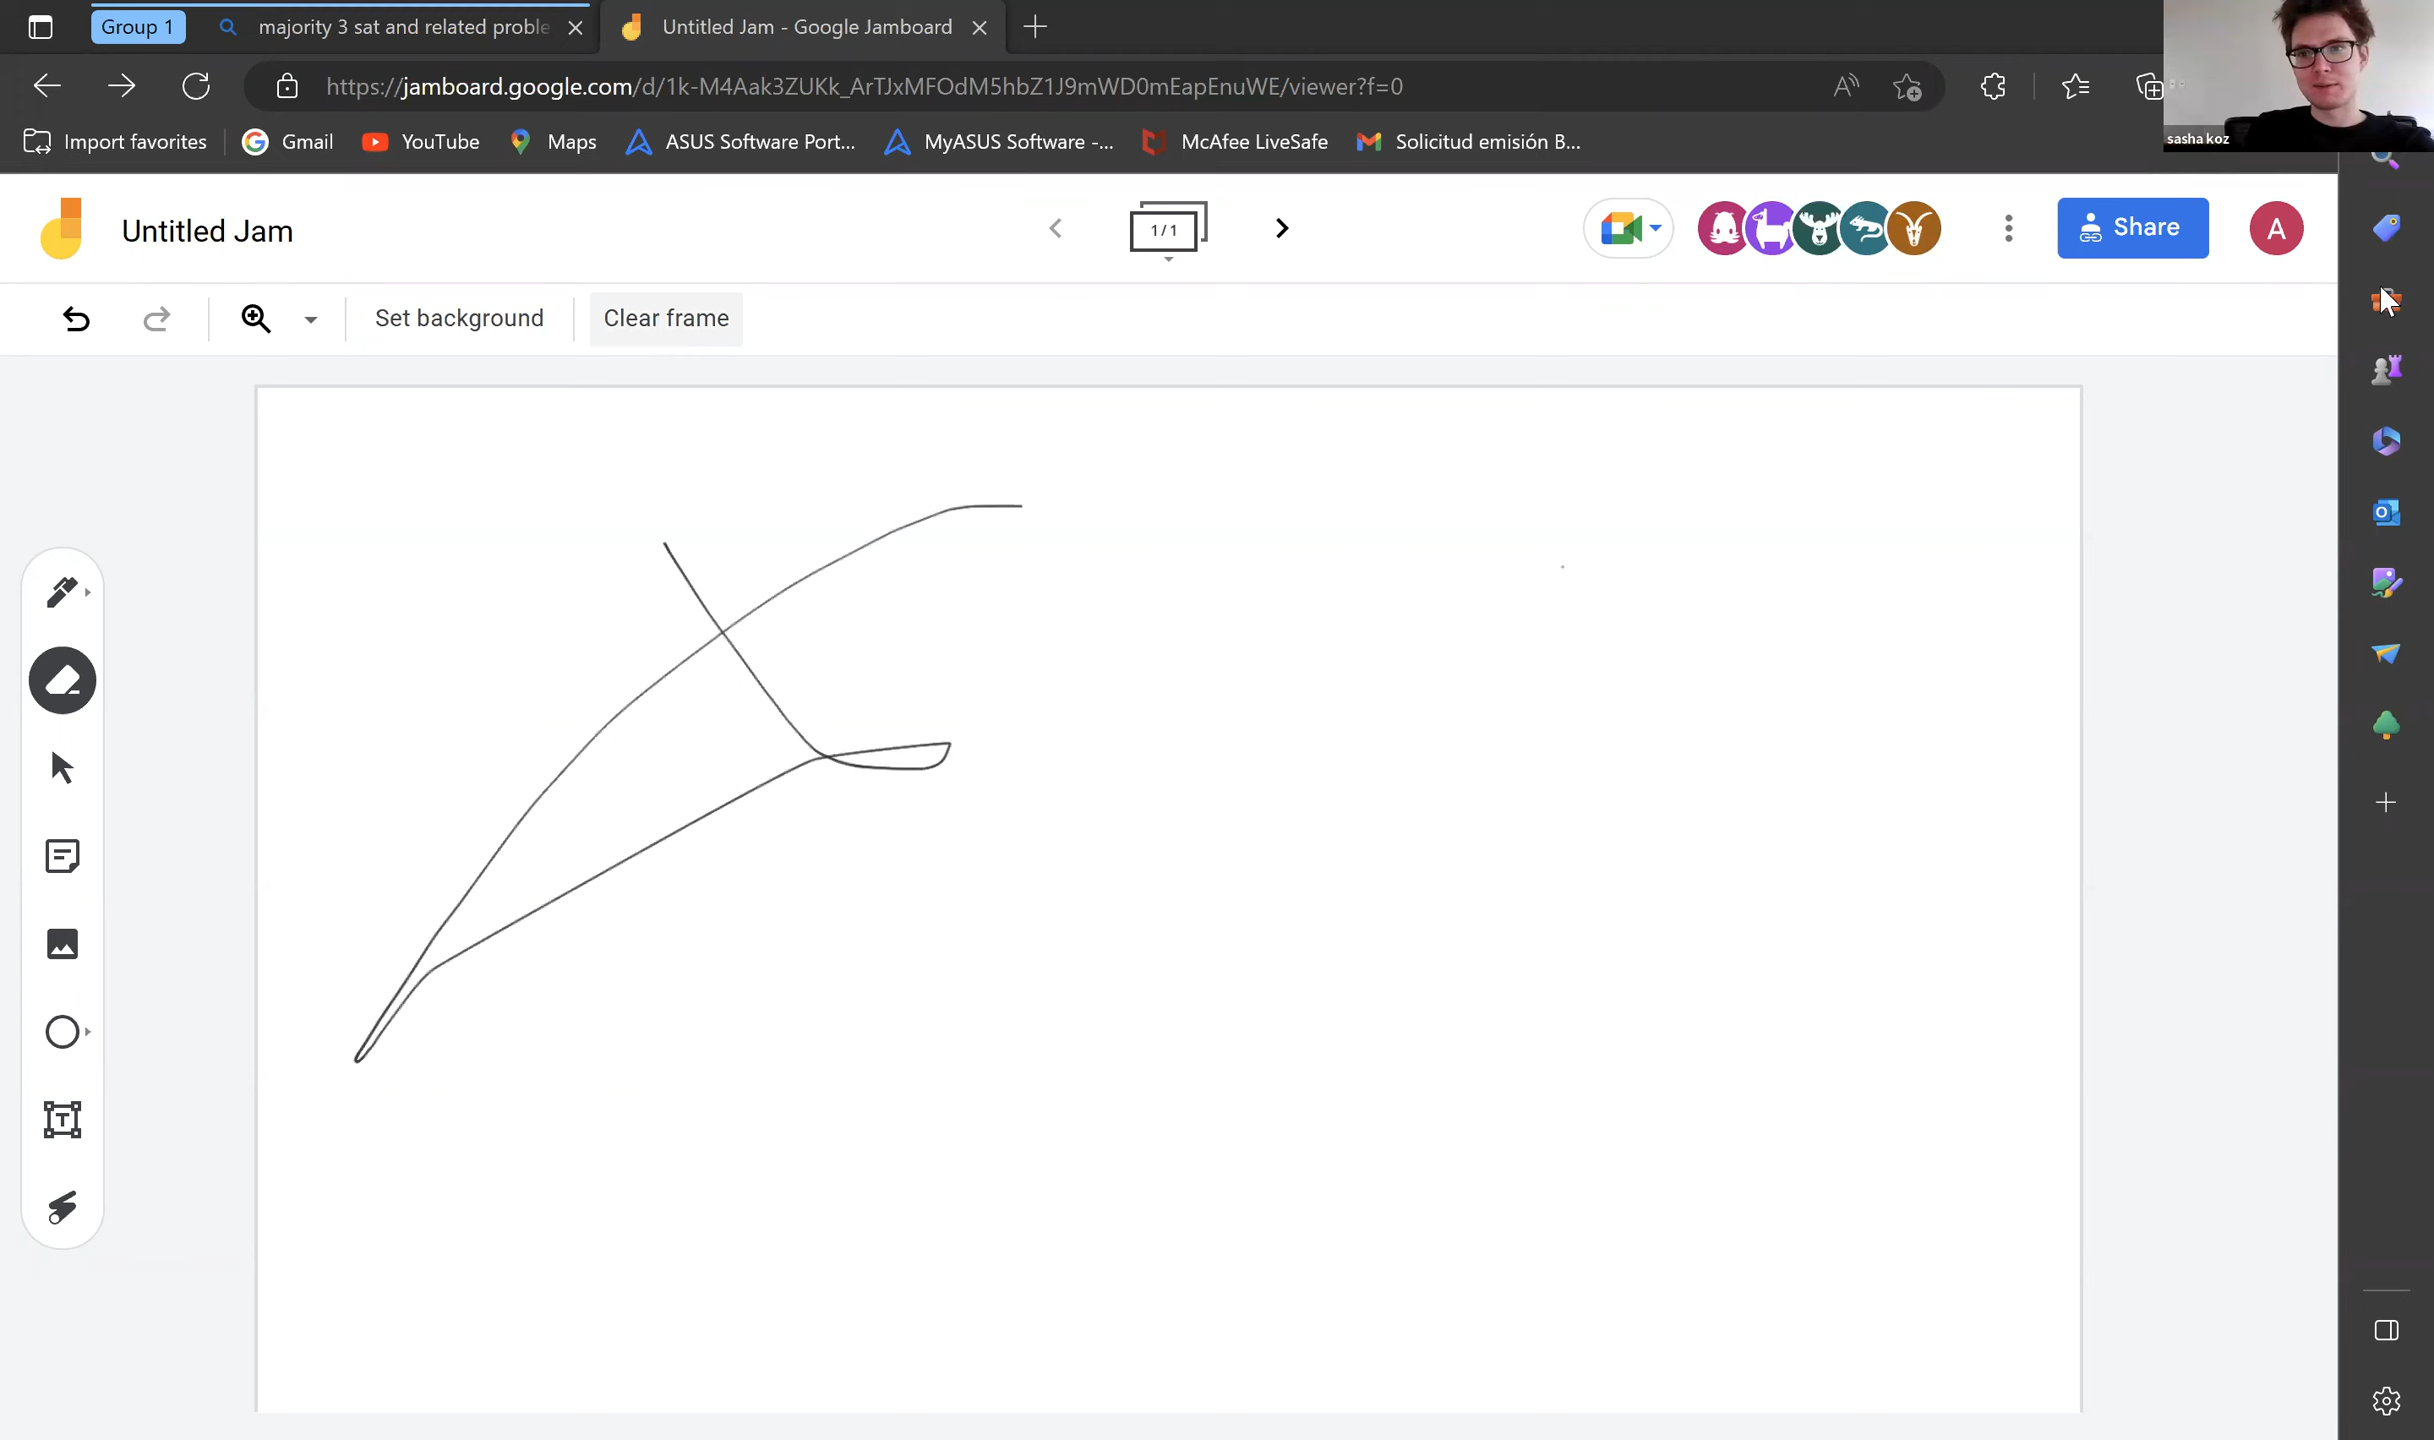 Group 1
majority 3 sat and related proble
Untitled Jam - Google Jamboard
https://jamboard.google.com/d/1k-M4Aak3ZUKk_ArTJxMFOdM5hbZ1J9mWD0mEapEnuWE/viewer?f=0
sasha koz
Import favorites
Gmail
YouTube
Maps
ASUS Software Port...
MyASUS Software -...
McAfee LiveSafe
Solicitud emisión B...
Untitled Jam
1/1
Share
A
Set background
Clear frame